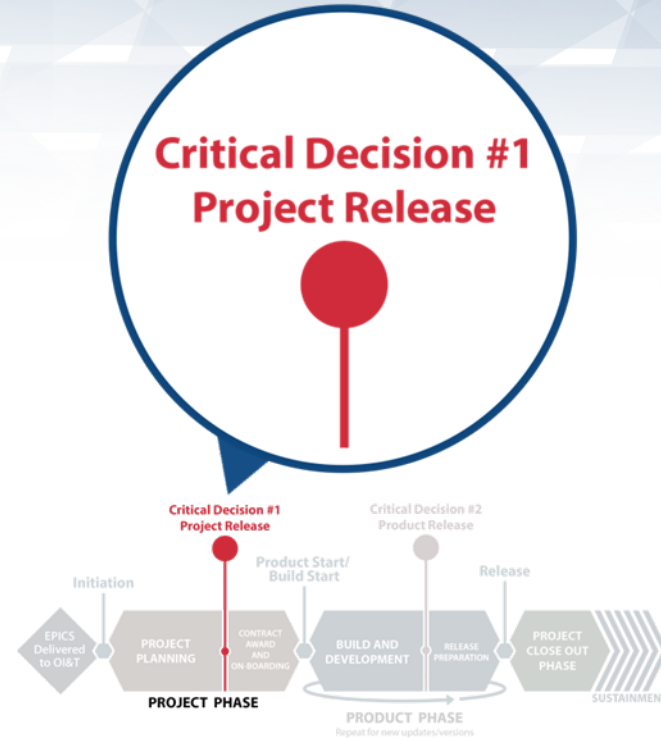 Critical Decision #1
Project Release
Critical Decision #1
Project Release
Critical Decision #2
Product Release
Initiation
Product Start/
Build Start
Release
EPICS
Delivered
to OI&T
PROJECT
PLANNING
CONTRACT
AWARD
AND
ON-BOARDING
BUILD AND
DEVELOPMENT
RELEASE
PREPARATION
PROJECT
CLOSE OUT
PHASE
SUSTAINMEN
PROJECT PHASE
PRODUCT PHASE
Repeat for new updates/versions